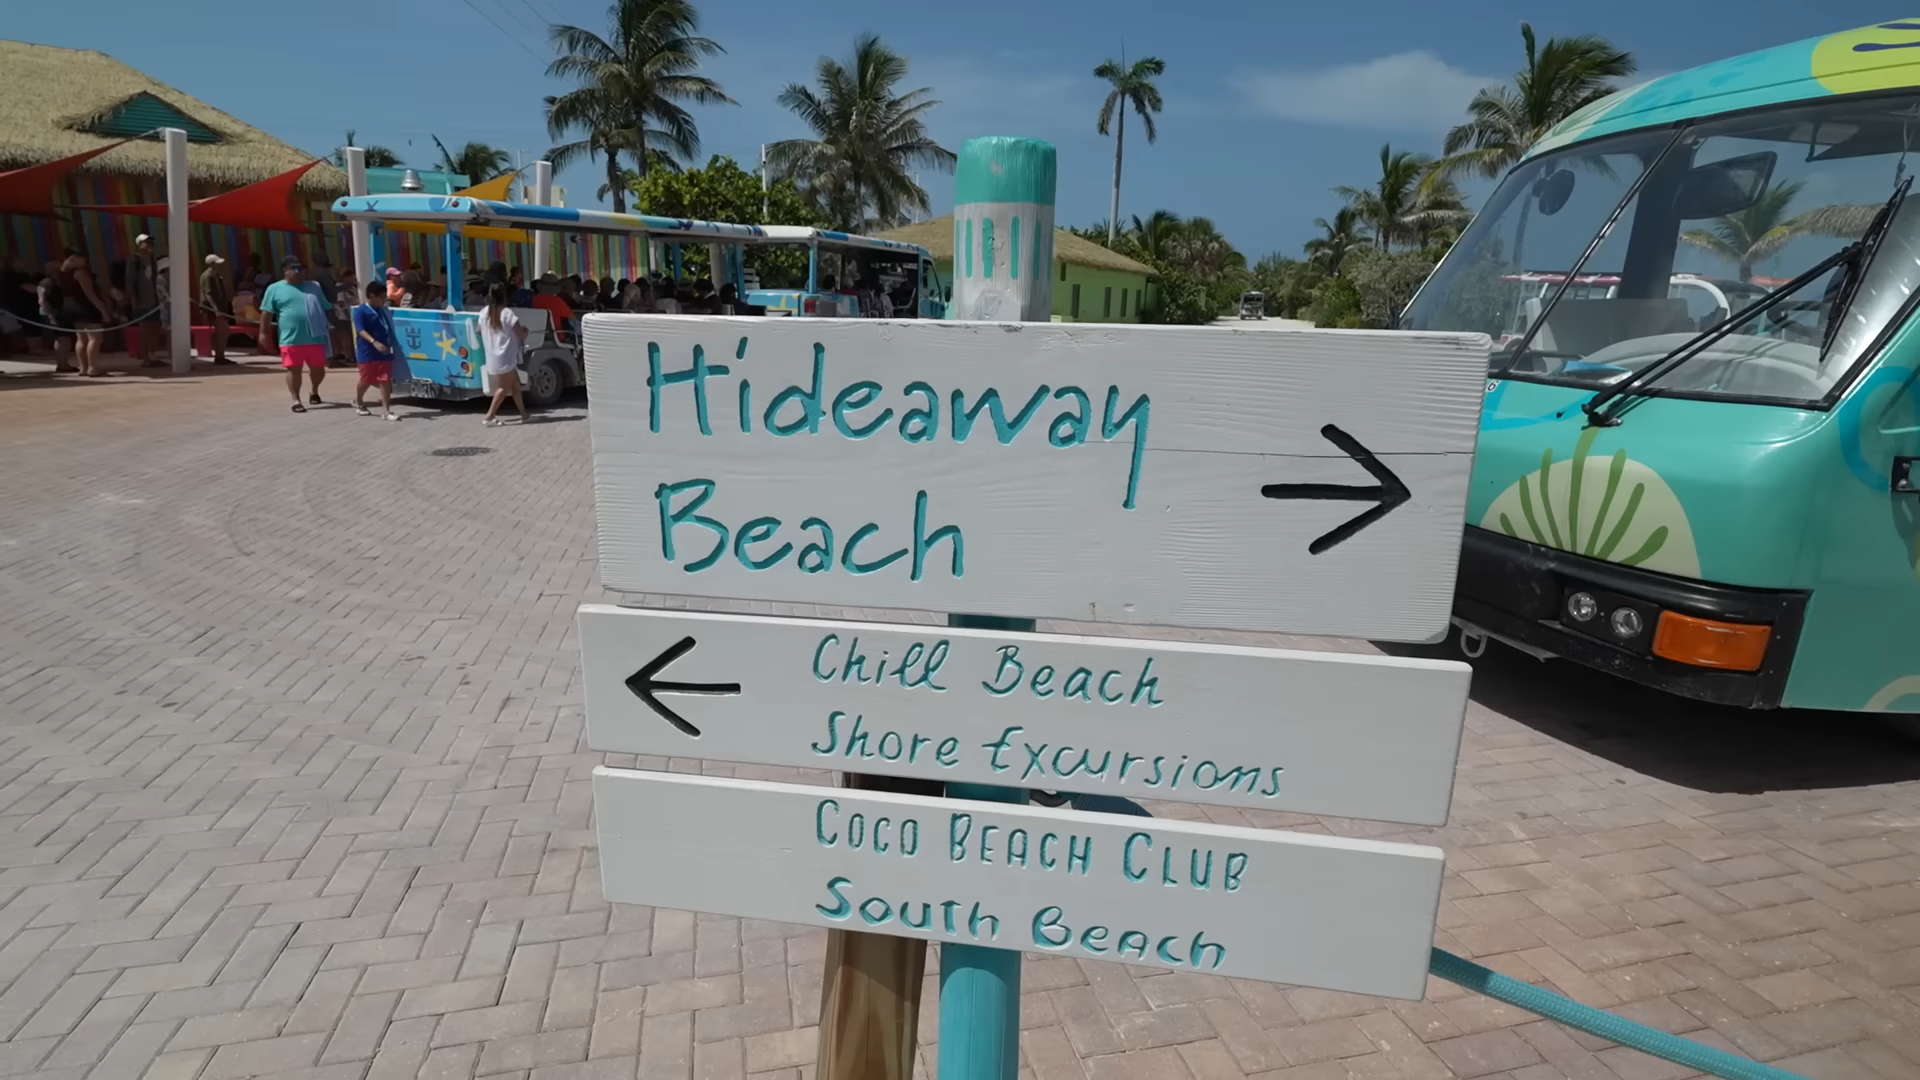 Hideaway
Beach
Chill Beach
Shore Excursions
COCO BEACH CLUB
SOUTH BEACH